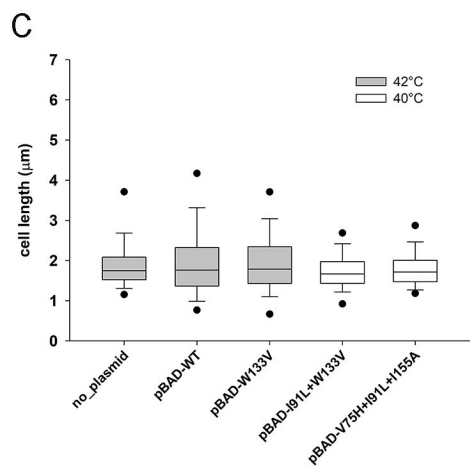 C
7
6
5
4
3
2
1
0
cell length (μm)
42°C
40°C
no_plasmid
pBAD-WT
pBAD-W133V
pBAD-I91L+W133V
pBAD-V75H+I91L+I155A